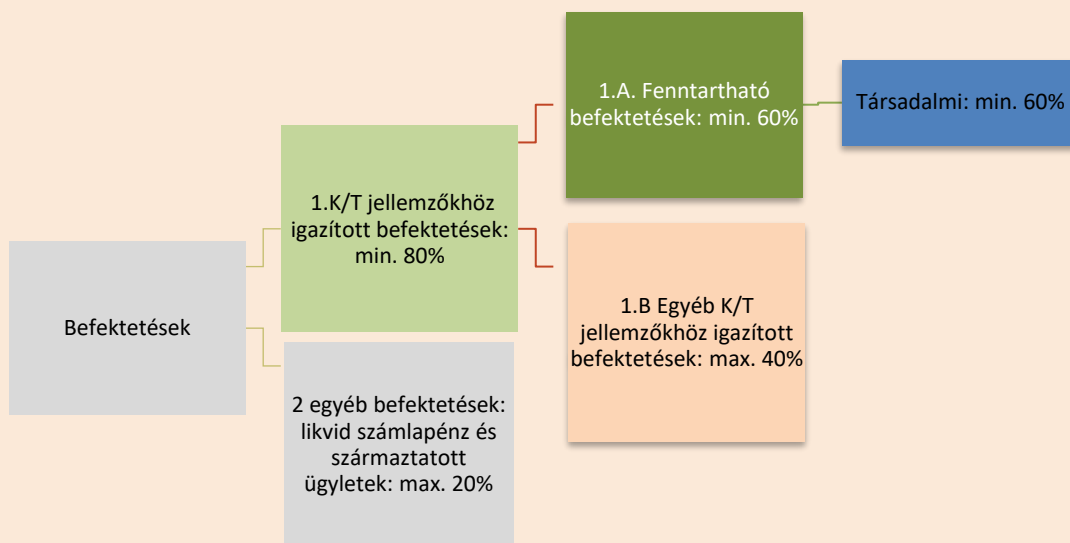 Befektetések
1.K/T jellemzőkhöz
igazított befektetések:
min. 80%
2 egyéb befektetések:
likvid számlapénz és
származtatott
ügyletek: max. 20%
1.A. Fenntartható
befektetések: min. 60%
1.B Egyéb K/T
jellemzőkhöz igazított
befektetések: max. 40%
Társadalmi: min. 60%